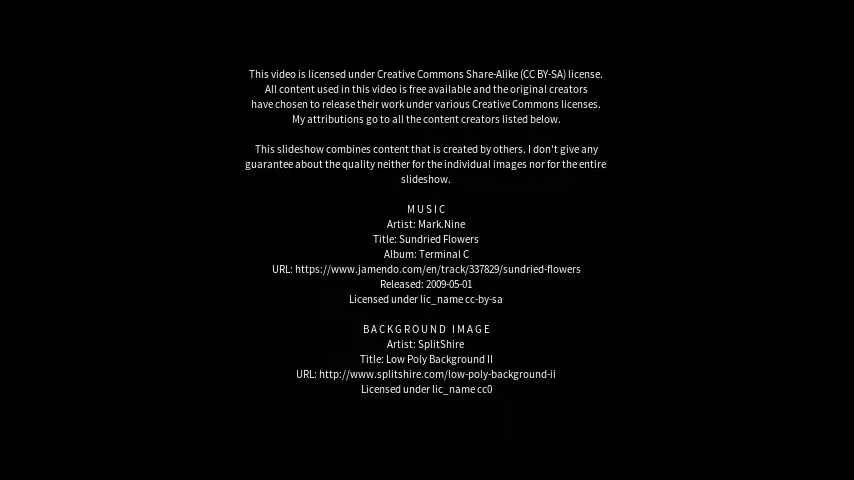 This video is licensed under Creative Commons Share-Alike (CC BY-SA) license.
All content used in this video is free available and the original creators
have chosen to release their work under various Creative Commons licenses.
My attributions go to all the content creators listed below.
This slideshow combines content that is created by others. I don't give any
guarantee about the quality neither for the individual images nor for the entire
slideshow.
MUSIC
Artist: Mark.Nine
Title: Sundried Flowers
Album: Terminal C
URL: https://www.jamendo.com/en/track/337829/sundried-flowers
Released: 2009-05-01
Licensed under lic_name cc-by-sa
BACKGROUND IMAGE
Artist: SplitShire
Title: Low Poly Background II
URL: http://www.splitshire.com/low-poly-background-ii
Licensed under lic_name cc0